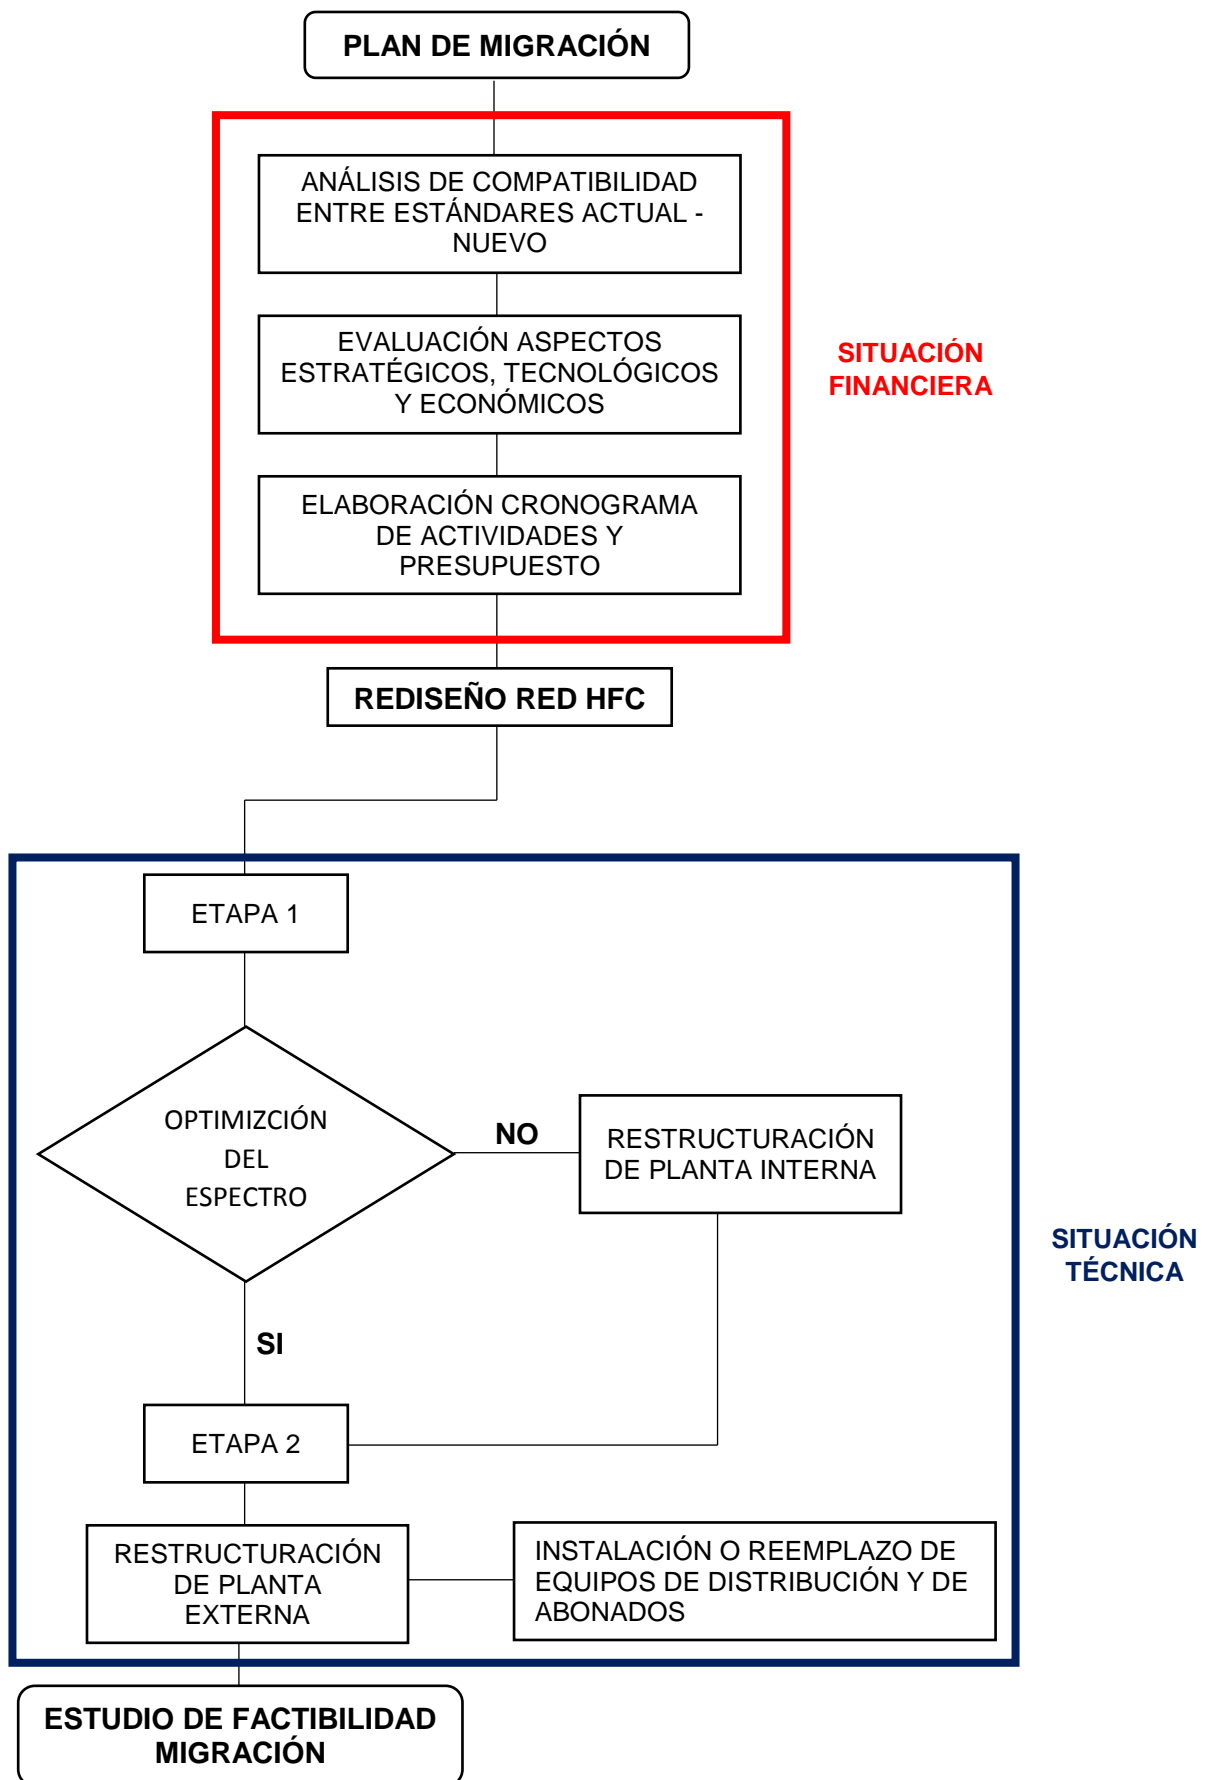 PLAN DE MIGRACIÓN
ANÁLISIS DE COMPATIBILIDAD
ENTRE ESTÁNDARES ACTUAL -
NUEVO
EVALUACIÓN ASPECTOS
ESTRATÉGICOS, TECNOLÓGICOS
Y ECONÓMICOS
SITUACIÓN
FINANCIERA
ELABORACIÓN CRONOGRAMA
DE ACTIVIDADES Y
PRESUPUESTO
REDISEÑO RED HFC
ETAPA 1
OPTIMIZCIÓN
DEL
ESPECTRO
NO
RESTRUCTURACIÓN
DE PLANTA INTERNA
SITUACIÓN
TÉCNICA
SI
ETAPA 2
RESTRUCTURACIÓN
DE PLANTA
EXTERNA
INSTALACIÓN O REEMPLAZO DE
EQUIPOS DE DISTRIBUCIÓN Y DE
ABONADOS
ESTUDIO DE FACTIBILIDAD
MIGRACIÓN